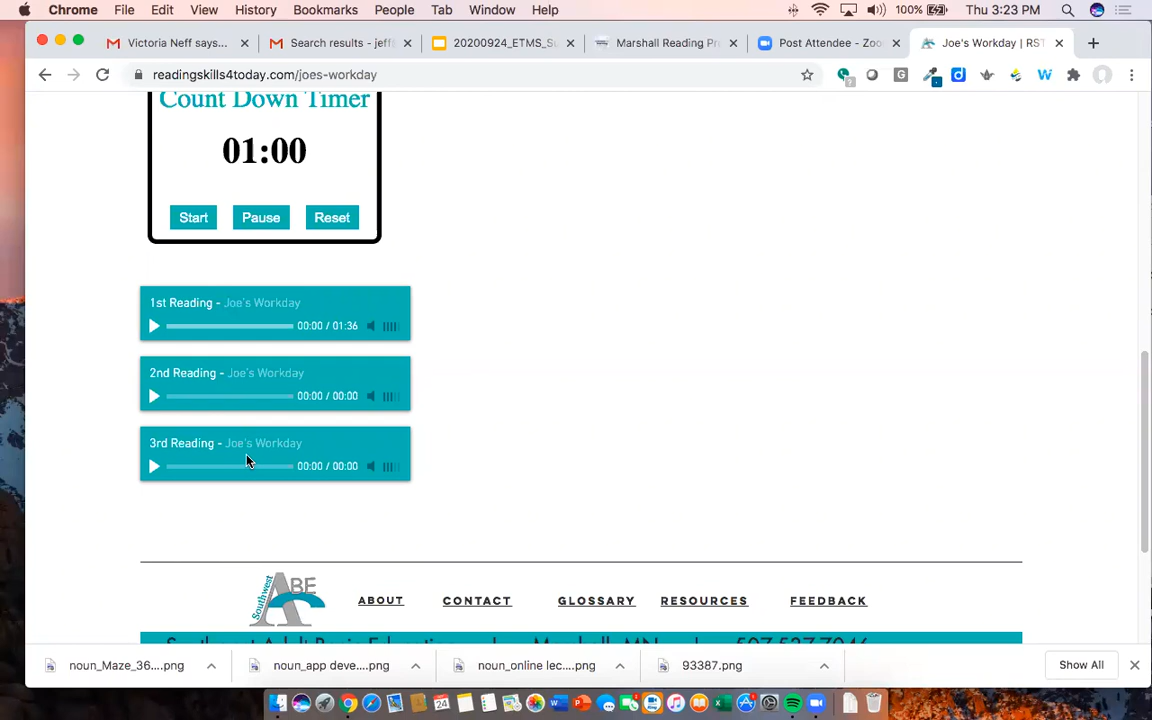 Chrome File Edit View History Bookmarks People Tab Window Help 100% Thu 3:23 PM
Victoria Neff says... Search results - jeff 20200924_ETMS_Su Marshall Reading Pr Post Attendee - Zoo Joe's Workday | RST
readingskills4today.com/joes-workday
Count Down Timer
01:00
Start Pause Reset
1st Reading - Joe's Workday
00:00 / 01:36
2nd Reading - Joe's Workday
00:00 / 00:00
3rd Reading - Joe's Workday
00:00 / 00:00
Southwest ABE ABOUT CONTACT GLOSSARY RESOURCES FEEDBACK
noun_Maze_36....png noun_app deve....png noun_online lec....png 93387.png Show All